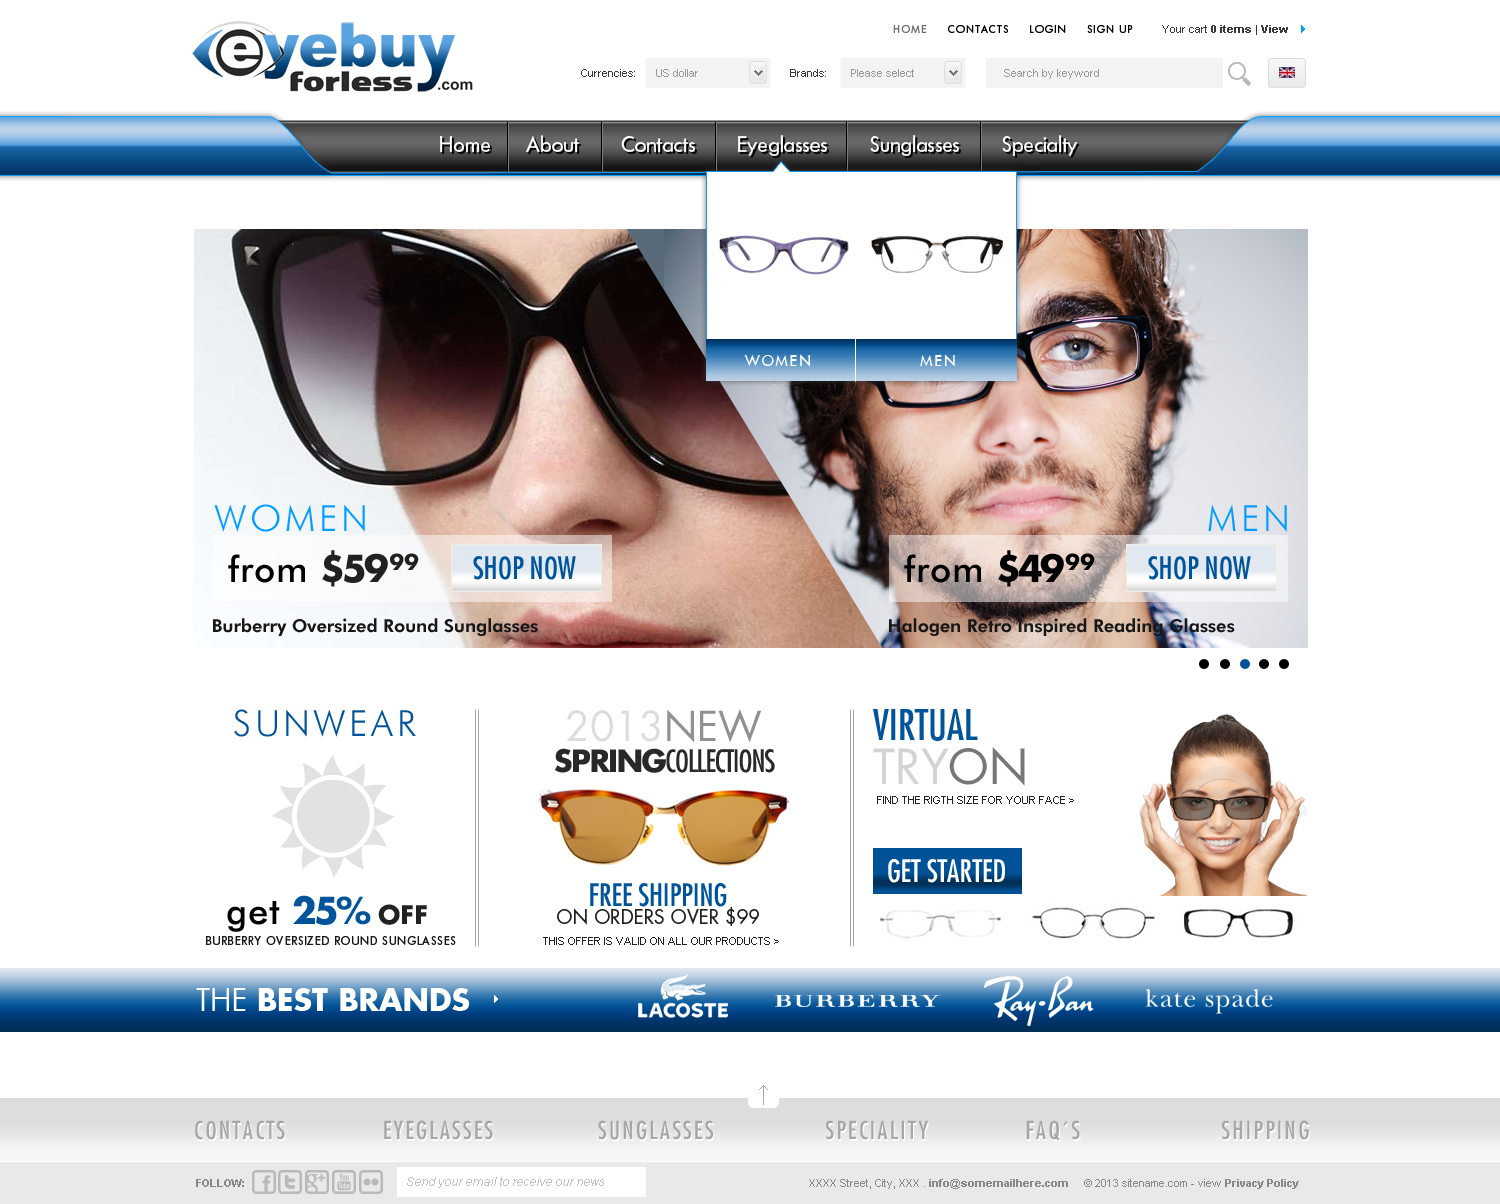 eyebuy
forless.com
HOME CONTACTS LOGIN SIGN UP Your cart 0 items | View
Currencies: US dollar Brands: Please select Search by keyword
Home About Contacts Eyeglasses Sunglasses Specialty
WOMEN MEN
WOMEN
from $59⁹⁹ SHOP NOW
Burberry Oversized Round Sunglasses
MEN
from $49⁹⁹ SHOP NOW
Halogen Retro Inspired Reading Glasses
SUNWEAR
get 25% OFF
BURBERRY OVERSIZED ROUND SUNGLASSES
2013NEW
SPRINGCOLLECTIONS
FREE SHIPPING
ON ORDERS OVER $99
THIS OFFER IS VALID ON ALL OUR PRODUCTS >
VIRTUAL
TRYON
FIND THE RIGTH SIZE FOR YOUR FACE >
GET STARTED
THE BEST BRANDS LACOSTE BURBERRY Ray-Ban kate spade
CONTACTS EYEGLASSES SUNGLASSES SPECIALITY FAQ´S SHIPPING
FOLLOW: f t g+ You Tube Send your email to receive our news XXXX Street, City, XXX . info@somemailhere.com © 2013 sitename.com - view Privacy Policy